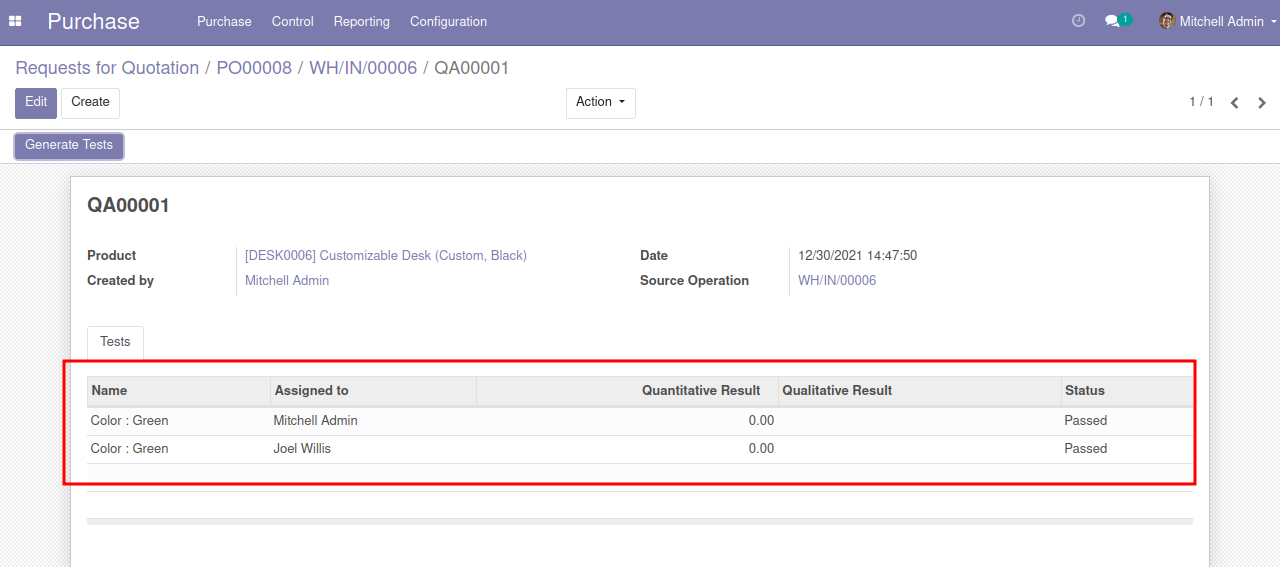 Purchase Purchase Control Reporting Configuration 1 Mitchell Admin
Requests for Quotation / PO00008 / WH/IN/00006 / QA00001
Edit Create Action 1 / 1
Generate Tests
QA00001
Product [DESK0006] Customizable Desk (Custom, Black) Date 12/30/2021 14:47:50
Created by Mitchell Admin Source Operation WH/IN/00006
Tests
Name Assigned to Quantitative Result Qualitative Result Status
Color : Green Mitchell Admin 0.00 Passed
Color : Green Joel Willis 0.00 Passed